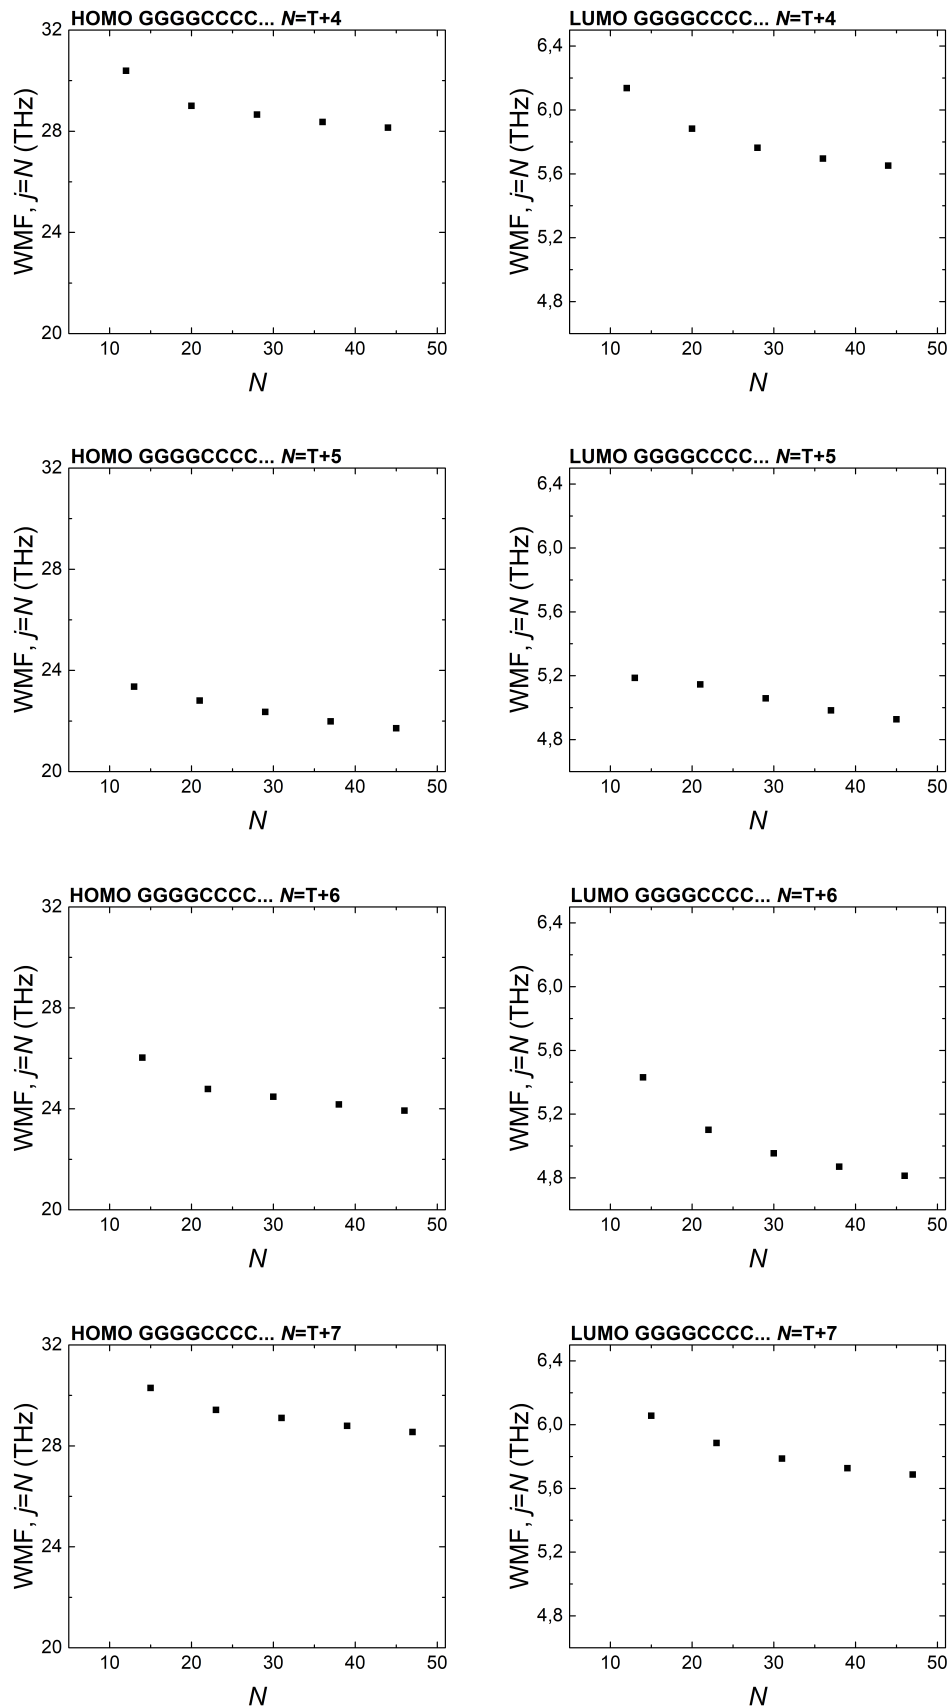 HOMO GGGGCCCC... N=T+4
WMF, j=N (THz)
32
28
24
20
10 20 30 40 50
N
LUMO GGGGCCCC... N=T+4
WMF, j=N (THz)
6,4
6,0
5,6
5,2
4,8
10 20 30 40 50
N
HOMO GGGGCCCC... N=T+5
WMF, j=N (THz)
32
28
24
20
10 20 30 40 50
N
LUMO GGGGCCCC... N=T+5
WMF, j=N (THz)
6,4
6,0
5,6
5,2
4,8
10 20 30 40 50
N
HOMO GGGGCCCC... N=T+6
WMF, j=N (THz)
32
28
24
20
10 20 30 40 50
N
LUMO GGGGCCCC... N=T+6
WMF, j=N (THz)
6,4
6,0
5,6
5,2
4,8
10 20 30 40 50
N
HOMO GGGGCCCC... N=T+7
WMF, j=N (THz)
32
28
24
20
10 20 30 40 50
N
LUMO GGGGCCCC... N=T+7
WMF, j=N (THz)
6,4
6,0
5,6
5,2
4,8
10 20 30 40 50
N